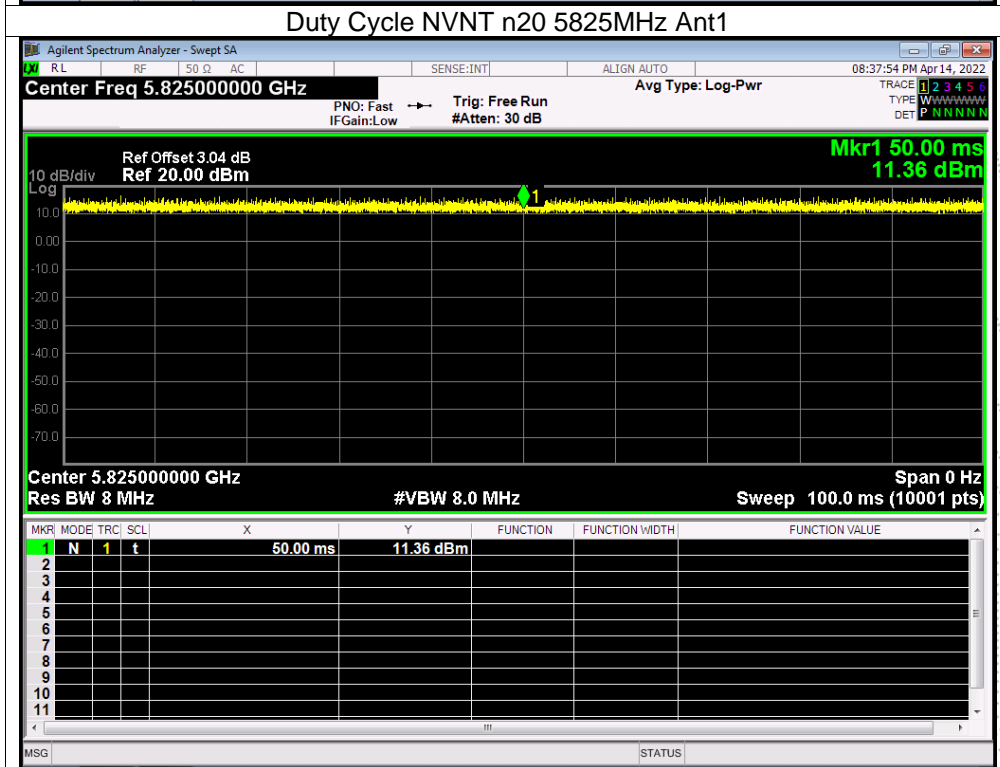 Duty Cycle NVNT n20 5825MHz Ant1
Agilent Spectrum Analyzer - Swept SA
LXI RL RF 50 Ω AC SENSE:INT ALIGN AUTO 08:37:54 PM Apr 14, 2022
Center Freq 5.825000000 GHz
PNO: Fast
IFGain:Low
Trig: Free Run
#Atten: 30 dB
Avg Type: Log-Pwr
TRACE 1 2 3 4 5 6
TYPE WWWWWW
DET P N N N N N
Mkr1 50.00 ms
11.36 dBm
Ref Offset 3.04 dB
10 dB/div Ref 20.00 dBm
Log
1
10.0
0.00
-10.0
-20.0
-30.0
-40.0
-50.0
-60.0
-70.0
Center 5.825000000 GHz Span 0 Hz
Res BW 8 MHz #VBW 8.0 MHz Sweep 100.0 ms (10001 pts)
MKR MODE TRC SCL X Y FUNCTION FUNCTION WIDTH FUNCTION VALUE
1 N 1 t 50.00 ms 11.36 dBm
2
3
4
5
6
7
8
9
10
11
MSG STATUS